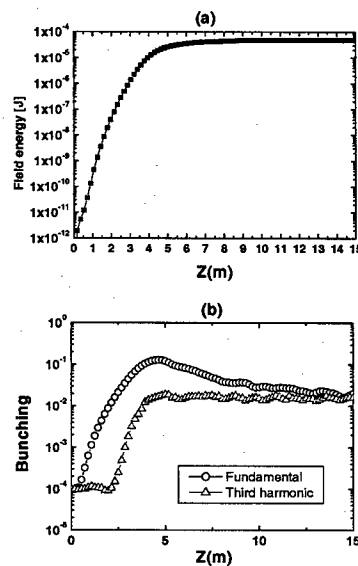 (a)
1x10⁻⁴
1x10⁻⁵
1x10⁻⁶
1x10⁻⁷
1x10⁻⁸
1x10⁻⁹
1x10⁻¹⁰
1x10⁻¹¹
1x10⁻¹²
Field energy [J]
0 1 2 3 4 5 6 7 8 9 10 11 12 13 14 15
Z(m)
(b)
10⁰
10⁻¹
10⁻²
10⁻³
10⁻⁴
10⁻⁵
Bunching
Fundamental
Third harmonic
0 5 10 15
Z(m)